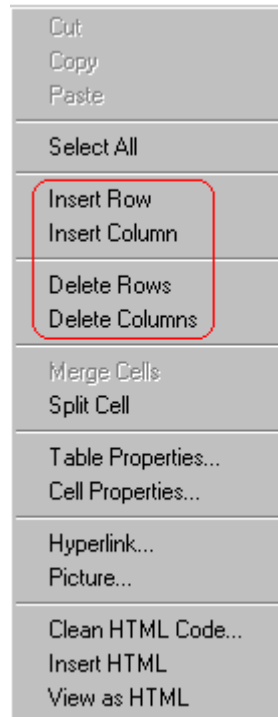 Cut
Copy
Paste
Select All
Insert Row
Insert Column
Delete Rows
Delete Columns
Merge Cells
Split Cell
Table Properties...
Cell Properties...
Hyperlink...
Picture...
Clean HTML Code...
Insert HTML
View as HTML